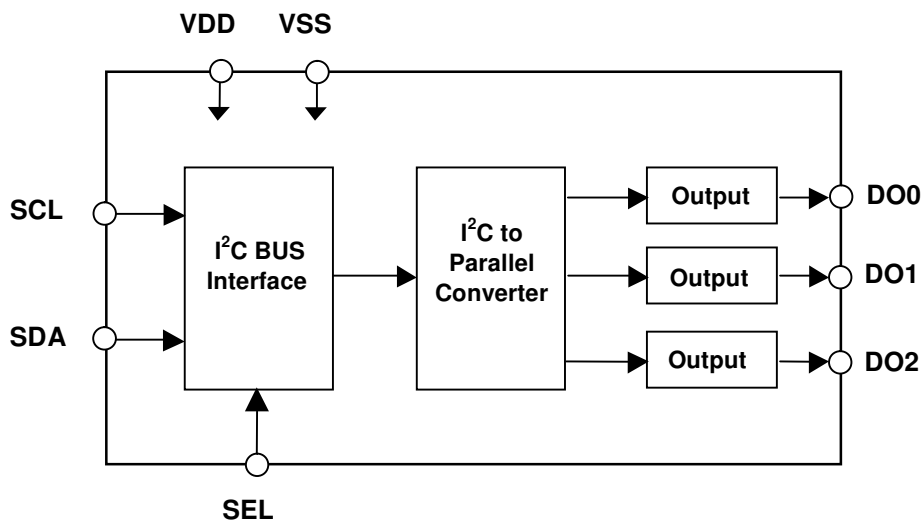 VDD
VSS
SCL
SDA
SEL
I²C BUS
Interface
I²C to
Parallel
Converter
Output
DO0
Output
DO1
Output
DO2